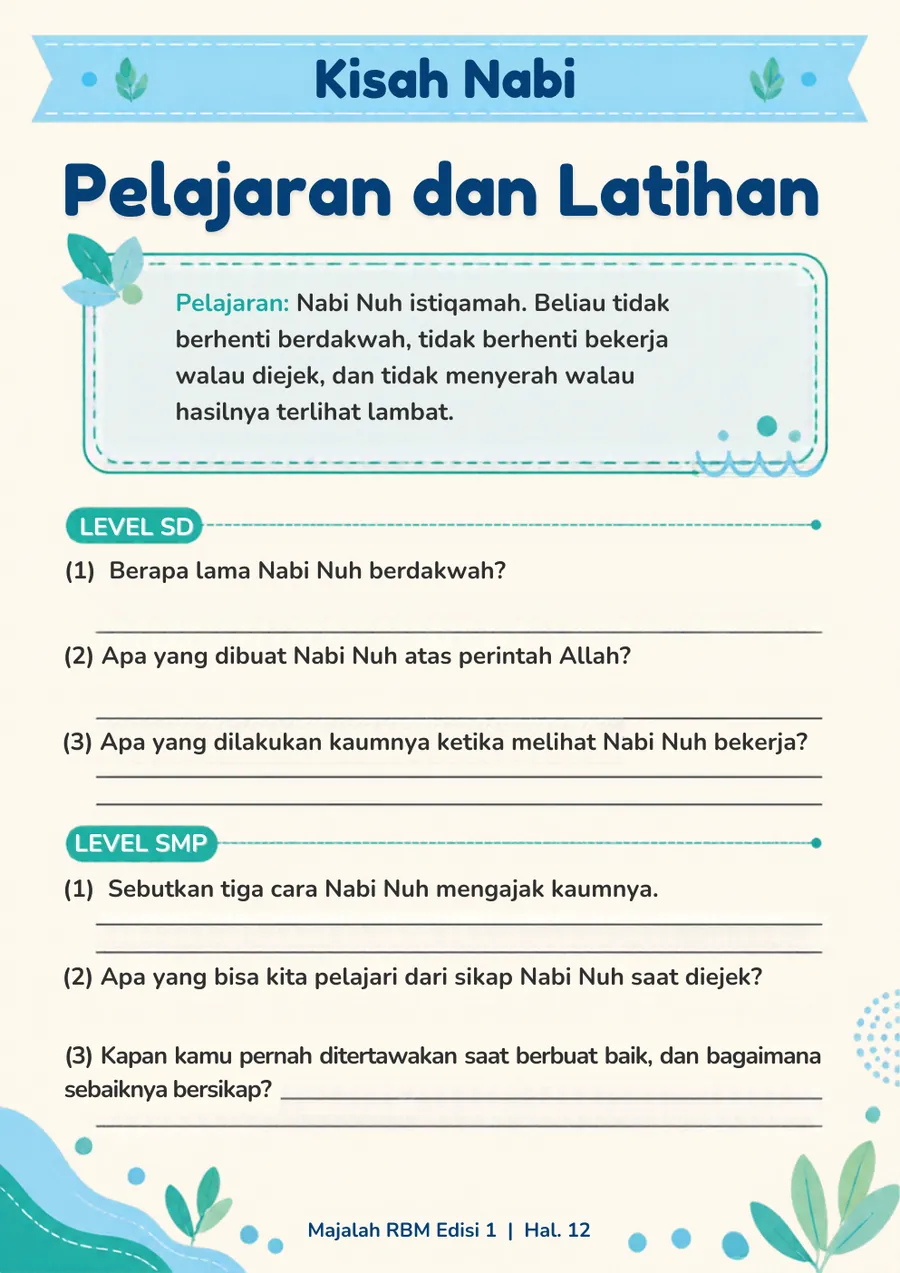 Kisah Nabi
Pelajaran dan Latihan
Pelajaran: Nabi Nuh istiqamah. Beliau tidak
berhenti berdakwah, tidak berhenti bekerja
walau diejek, dan tidak menyerah walau
hasilnya terlihat lambat.
LEVEL SD
(1) Berapa lama Nabi Nuh berdakwah?
(2) Apa yang dibuat Nabi Nuh atas perintah Allah?
(3) Apa yang dilakukan kaumnya ketika melihat Nabi Nuh bekerja?
LEVEL SMP
(1) Sebutkan tiga cara Nabi Nuh mengajak kaumnya.
(2) Apa yang bisa kita pelajari dari sikap Nabi Nuh saat diejek?
(3) Kapan kamu pernah ditertawakan saat berbuat baik, dan bagaimana
sebaiknya bersikap?
Majalah RBM Edisi 1 | Hal. 12